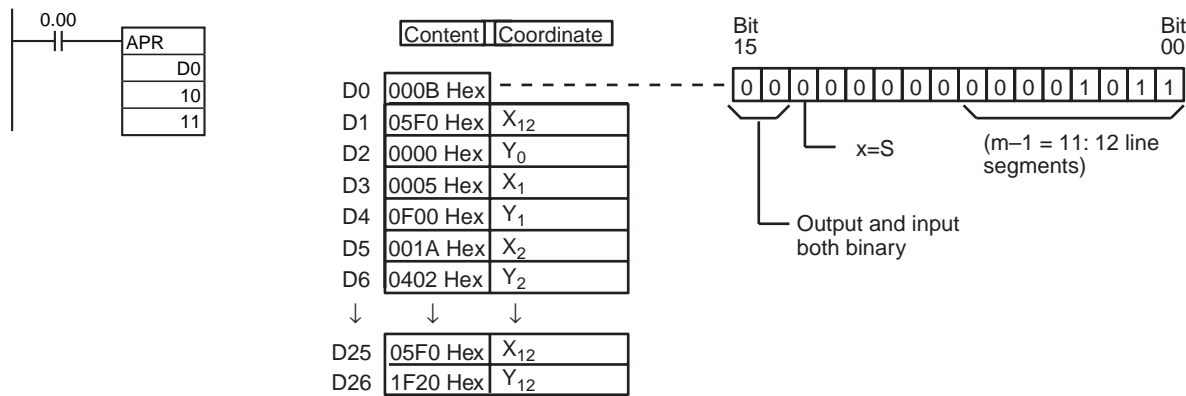 0.00
APR
D0
10
11
Content Coordinate
D0 000B Hex
D1 05F0 Hex X12
D2 0000 Hex Y0
D3 0005 Hex X1
D4 0F00 Hex Y1
D5 001A Hex X2
D6 0402 Hex Y2
↓ ↓ ↓
D25 05F0 Hex X12
D26 1F20 Hex Y12
Bit
15
Bit
00
0 0 0 0 0 0 0 0 0 0 0 0 1 0 1 1
x=S
(m–1 = 11: 12 line
segments)
Output and input
both binary